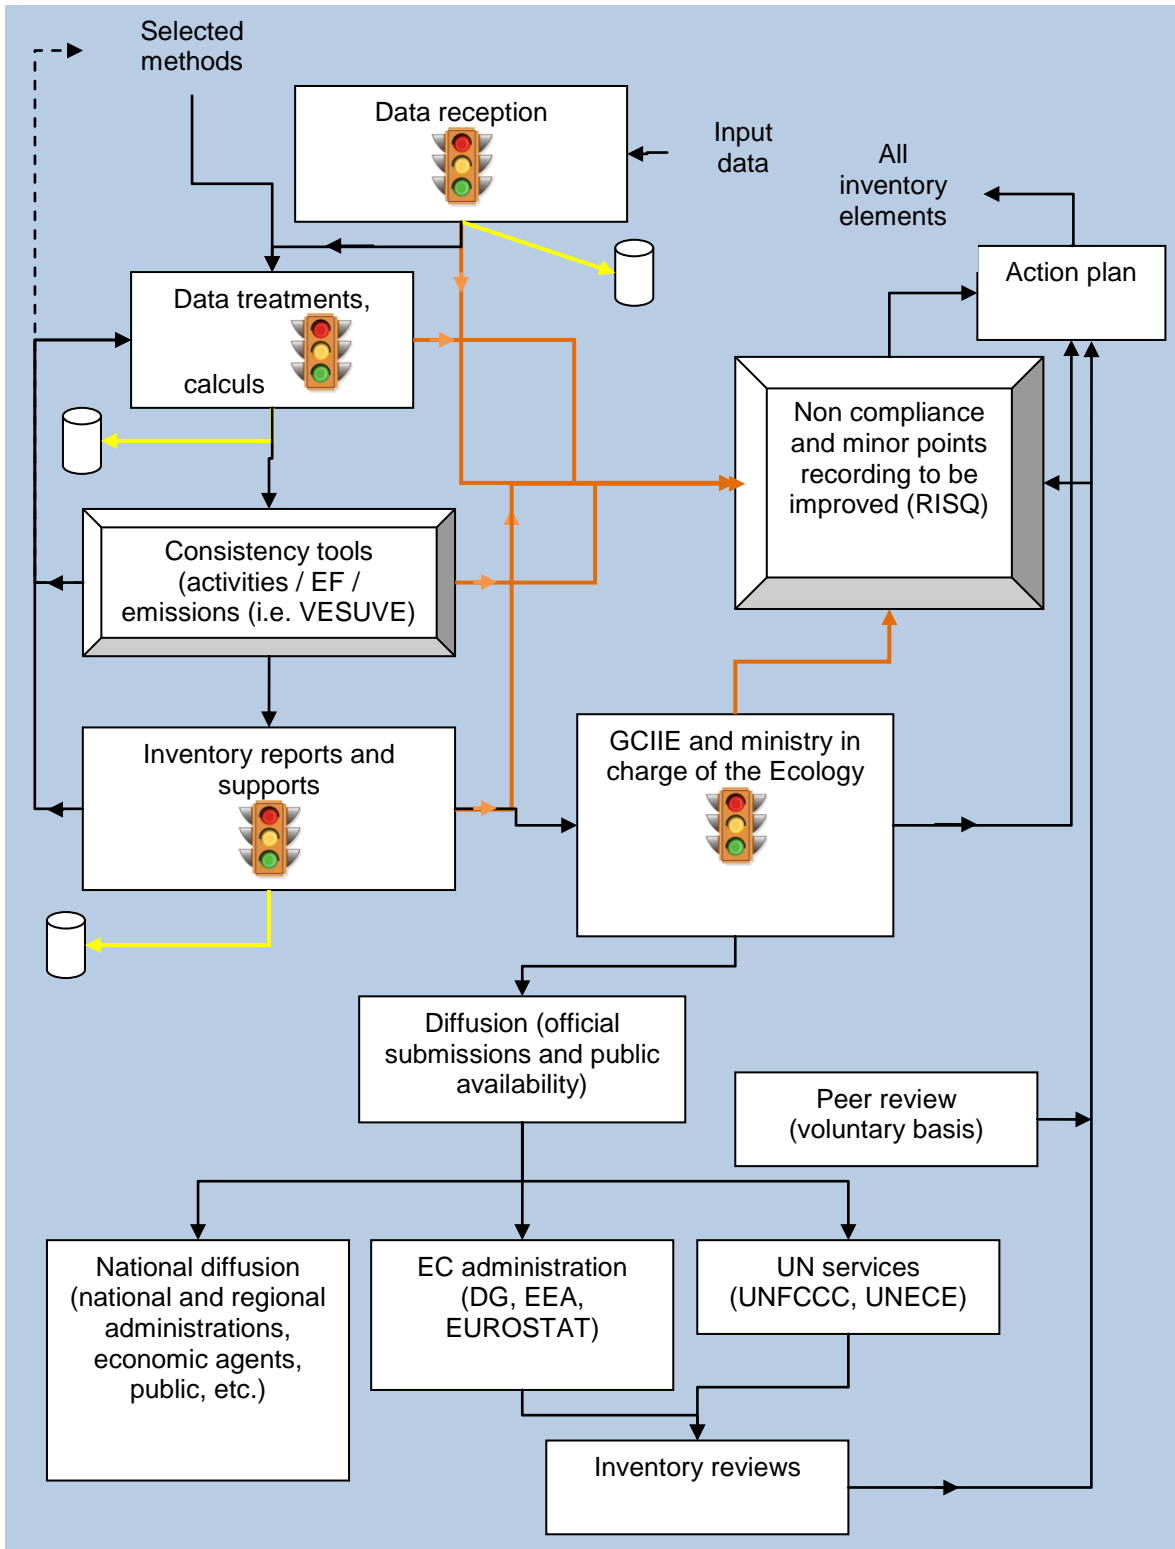 Selected
methods
Data reception
Input
data
All
inventory
elements
Action plan
Data treatments,
calculs
Non compliance
and minor points
recording to be
improved (RISQ)
Consistency tools
(activities / EF /
emissions (i.e. VESUVE)
Inventory reports and
supports
GCIIE and ministry in
charge of the Ecology
Diffusion (official
submissions and public
availability)
Peer review
(voluntary basis)
National diffusion
(national and regional
administrations,
economic agents,
public, etc.)
EC administration
(DG, EEA,
EUROSTAT)
UN services
(UNFCCC, UNECE)
Inventory reviews